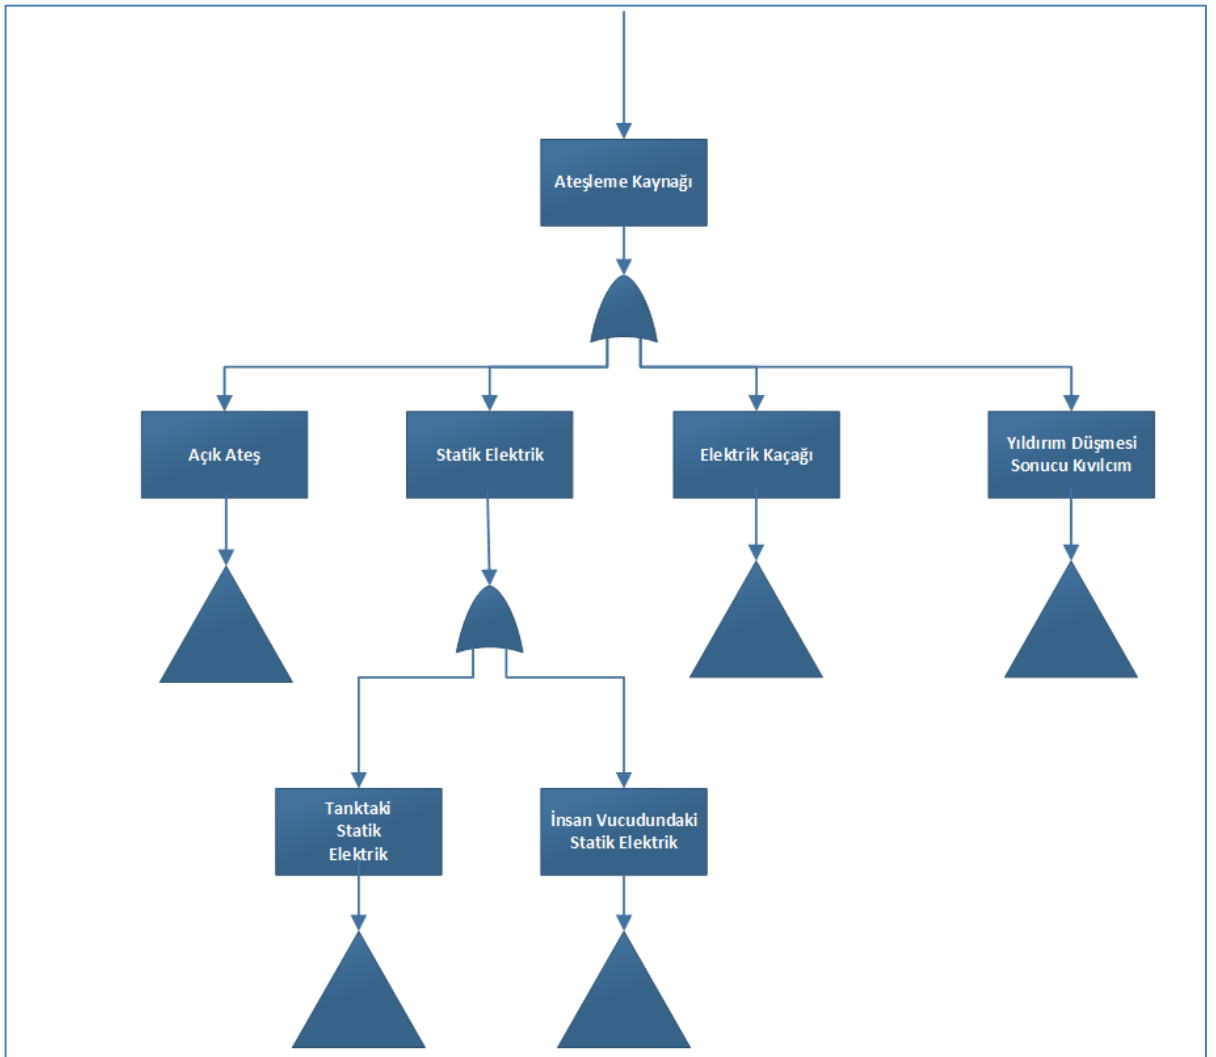 Ateşleme Kaynağı
Açık Ateş
Statik Elektrik
Elektrik Kaçağı
Yıldırım Düşmesi
Sonucu Kıvılcım
Tanktaki
Statik
Elektrik
İnsan Vucudundaki
Statik Elektrik